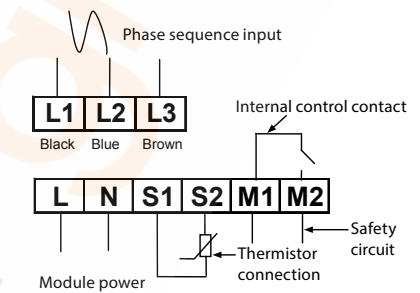 Phase sequence input
L1 L2 L3
Internal control contact
Black Blue Brown
L N S1 S2 M1 M2
Safety
circuit
Thermistor
connection
Module power